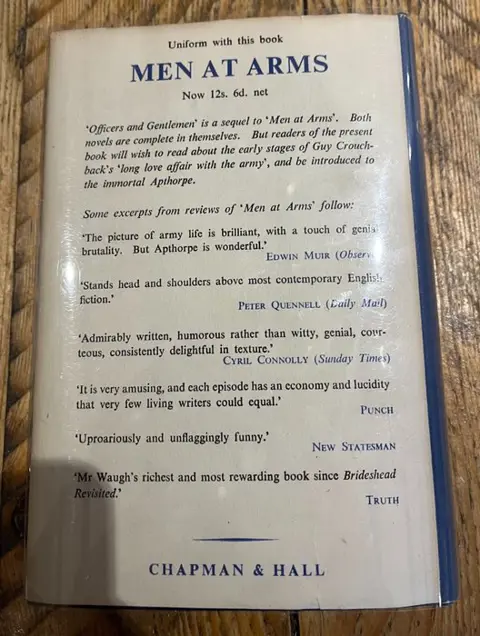 Uniform with this book
MEN AT ARMS
Now 12s. 6d. net
'Officers and Gentlemen' is a sequel to 'Men at Arms'. Both
novels are complete in themselves. But readers of the present
book will wish to read about the early stages of Guy Crouch-
back's 'long love affair with the army', and be introduced to
the immortal Apthorpe.
Some excerpts from reviews of 'Men at Arms' follow:
'The picture of army life is brilliant, with a touch of
brutality. But Apthorpe is wonderful.'
EDWIN MUIR
'Stands head and shoulders above most contemporary English
fiction.'
PETER QUENNELL (Daily Mail)
'Admirably written, humorous rather than witty, genial, cour-
teous, consistently delightful in texture.'
CYRIL CONNOLLY (Sunday Times)
'It is very amusing, and each episode has an economy and lucidity
that very few living writers could equal.'
PUNCH
'Uproariously and unflaggingly funny.'
NEW STATESMAN
'Mr Waugh's richest and most rewarding book since Brideshead
Revisited.'
TRUTH
CHAPMAN & HALL